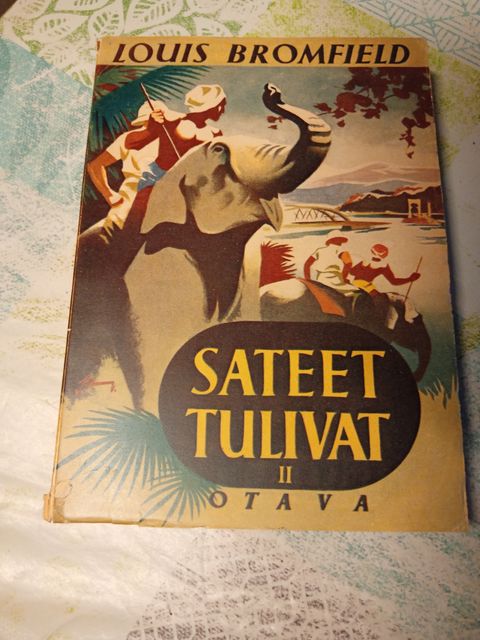 LOUIS BROMFIELD
SATEET
TULIVAT
II
OTAVA